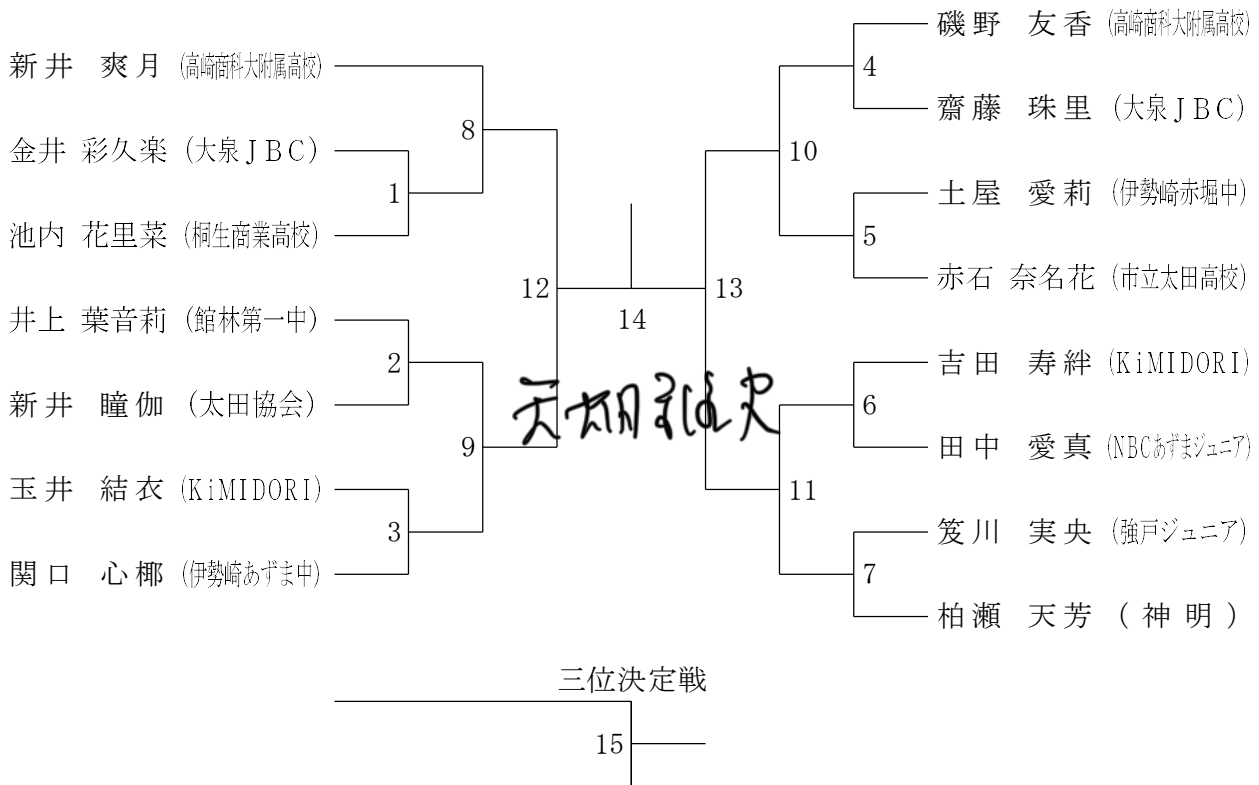 新井 爽月 (高崎商科大附属高校)
金井 彩久楽 (大泉ＪＢＣ)
池内 花里菜 (桐生商業高校)
井上 葉音莉 (館林第一中)
新井 瞳伽 (太田協会)
玉井 結衣 (KiMIDORI)
関口 心椰 (伊勢崎あずま中)
8
1
2
9
3
12
14
13
磯野 友香 (高崎商科大附属高校)
4
齋藤 珠里 (大泉ＪＢＣ)
10
土屋 愛莉 (伊勢崎赤堀中)
5
赤石 奈名花 (市立太田高校)
吉田 寿絆 (KiMIDORI)
6
田中 愛真 (NBCあずまジュニア)
11
笈川 実央 (強戸ジュニア)
7
柏瀬 天芳 (神明)
三位決定戦
15